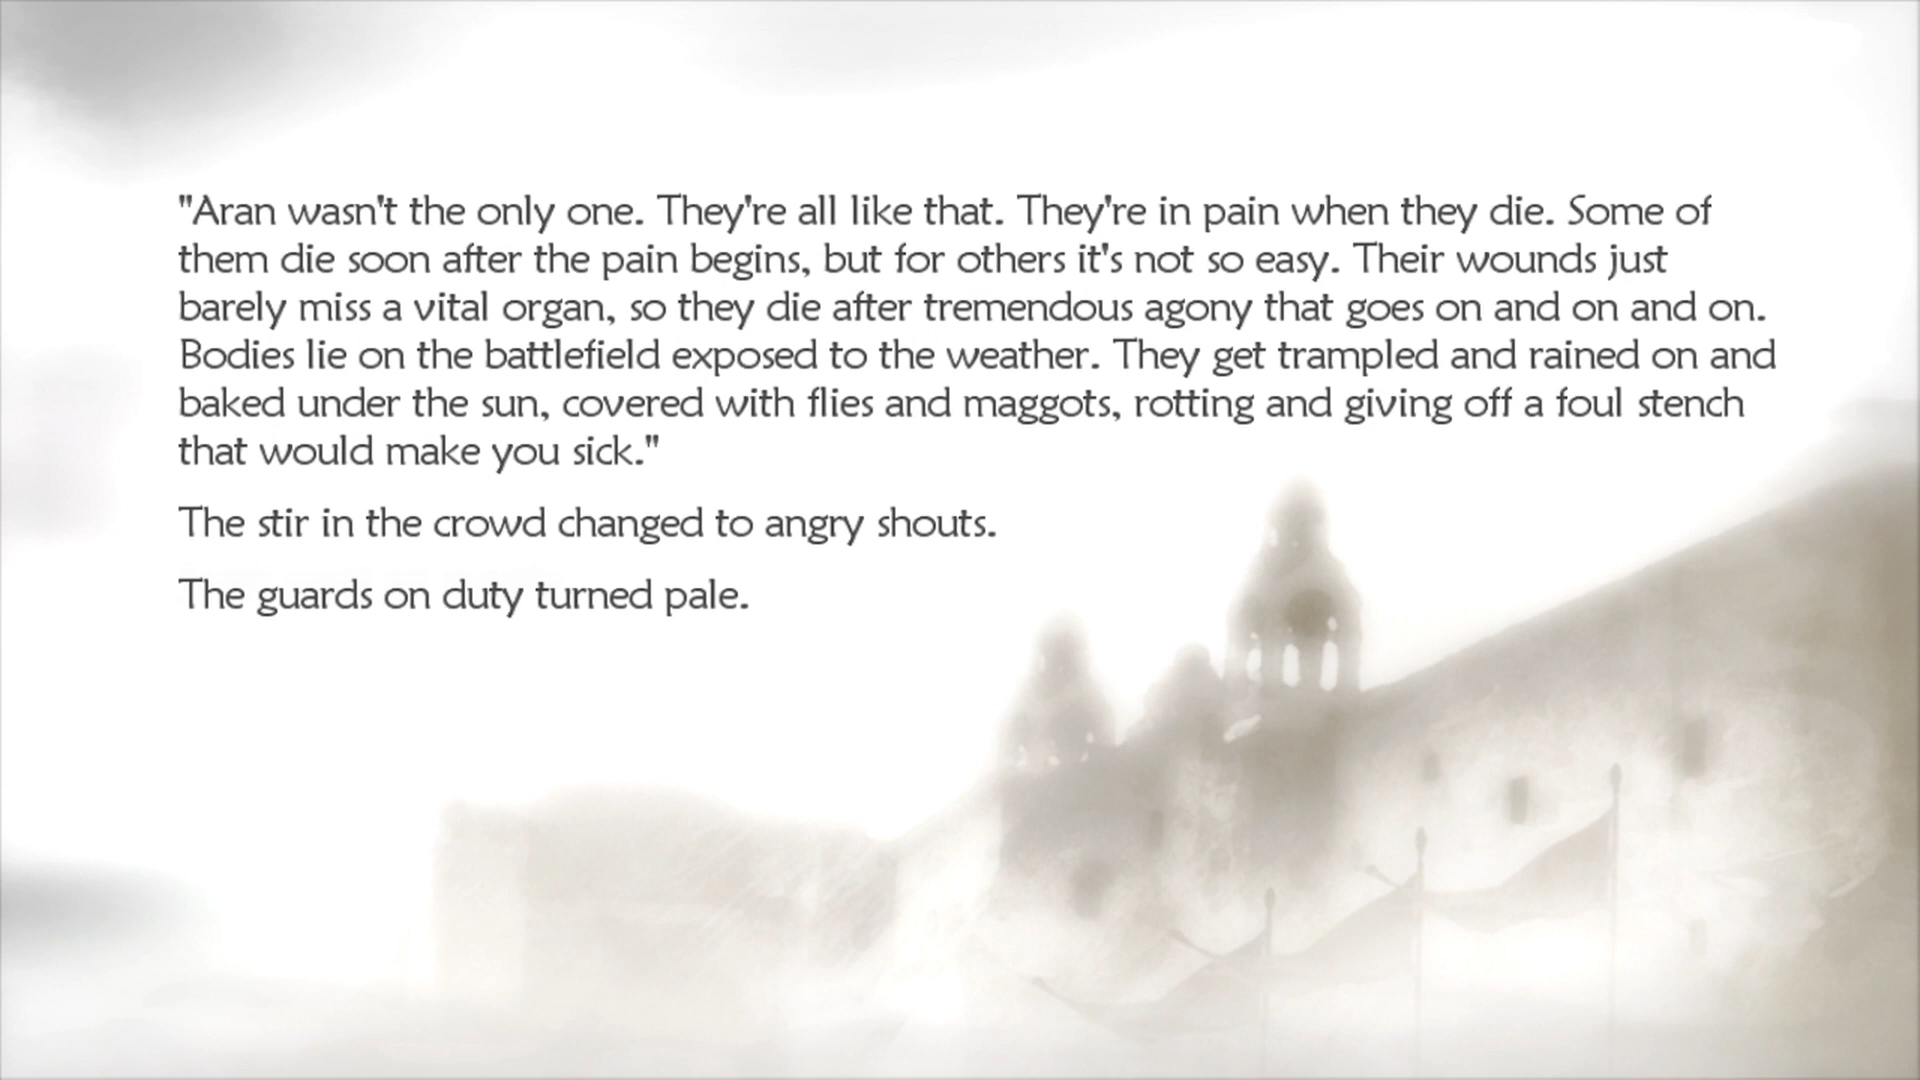 "Aran wasn't the only one. They're all like that. They're in pain when they die. Some of
them die soon after the pain begins, but for others it's not so easy. Their wounds just
barely miss a vital organ, so they die after tremendous agony that goes on and on and on.
Bodies lie on the battlefield exposed to the weather. They get trampled and rained on and
baked under the sun, covered with flies and maggots, rotting and giving off a foul stench
that would make you sick."
The stir in the crowd changed to angry shouts.
The guards on duty turned pale.